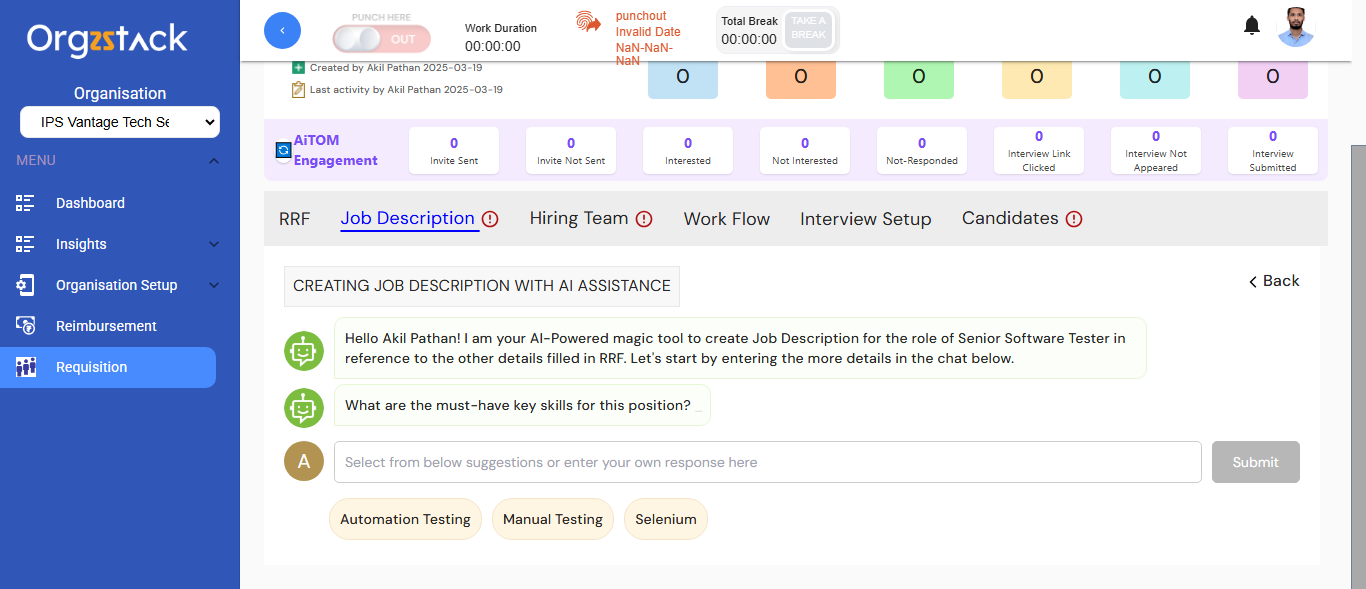 Orgzstack
Organisation
IPS Vantage Tech Se
MENU
Dashboard
Insights
Organisation Setup
Reimbursement
Requisition
PUNCH HERE
OUT
Work Duration
00:00:00
punchout
Invalid Date
NaN-NaN-
NaN
Total Break
00:00:00
TAKE A
BREAK
Created by Akil Pathan 2025-03-19
Last activity by Akil Pathan 2025-03-19
0
0
0
0
0
0
AiTOM
Engagement
0
Invite Sent
0
Invite Not Sent
0
Interested
0
Not Interested
0
Not-Responded
0
Interview Link
Clicked
0
Interview Not
Appeared
0
Interview
Submitted
RRF
Job Description
Hiring Team
Work Flow
Interview Setup
Candidates
CREATING JOB DESCRIPTION WITH AI ASSISTANCE
Back
Hello Akil Pathan! I am your AI-Powered magic tool to create Job Description for the role of Senior Software Tester in
reference to the other details filled in RRF. Let's start by entering the more details in the chat below.
What are the must-have key skills for this position?
A
Select from below suggestions or enter your own response here
Submit
Automation Testing
Manual Testing
Selenium